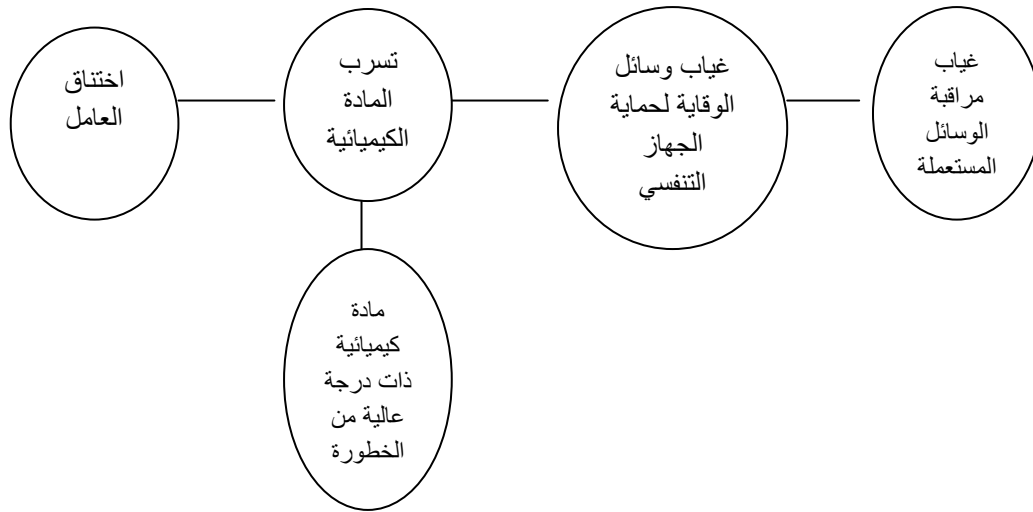 غياب
مراقبة
الوسائل
المستعملة
غياب وسائل
الوقاية لحماية
الجهاز
التنفسي
تسرب
المادة
الكيميائية
اختناق
العامل
مادة
كيميائية
ذات درجة
عالية من
الخطورة